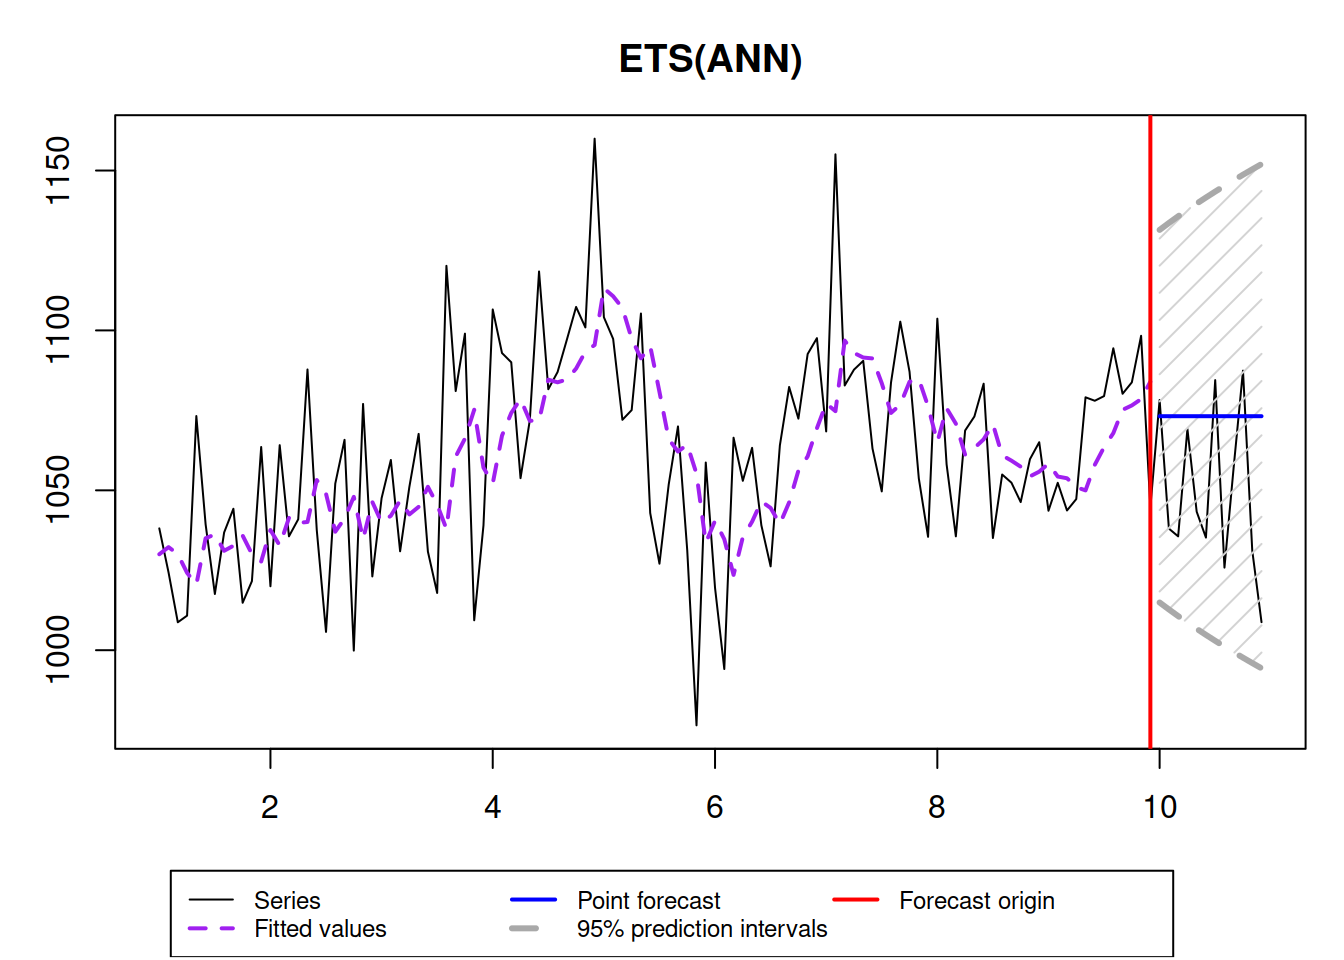 ETS(ANN)
1150
1100
1050
1000
2 4 6 8 10
Series Point forecast Forecast origin
Fitted values 95% prediction intervals